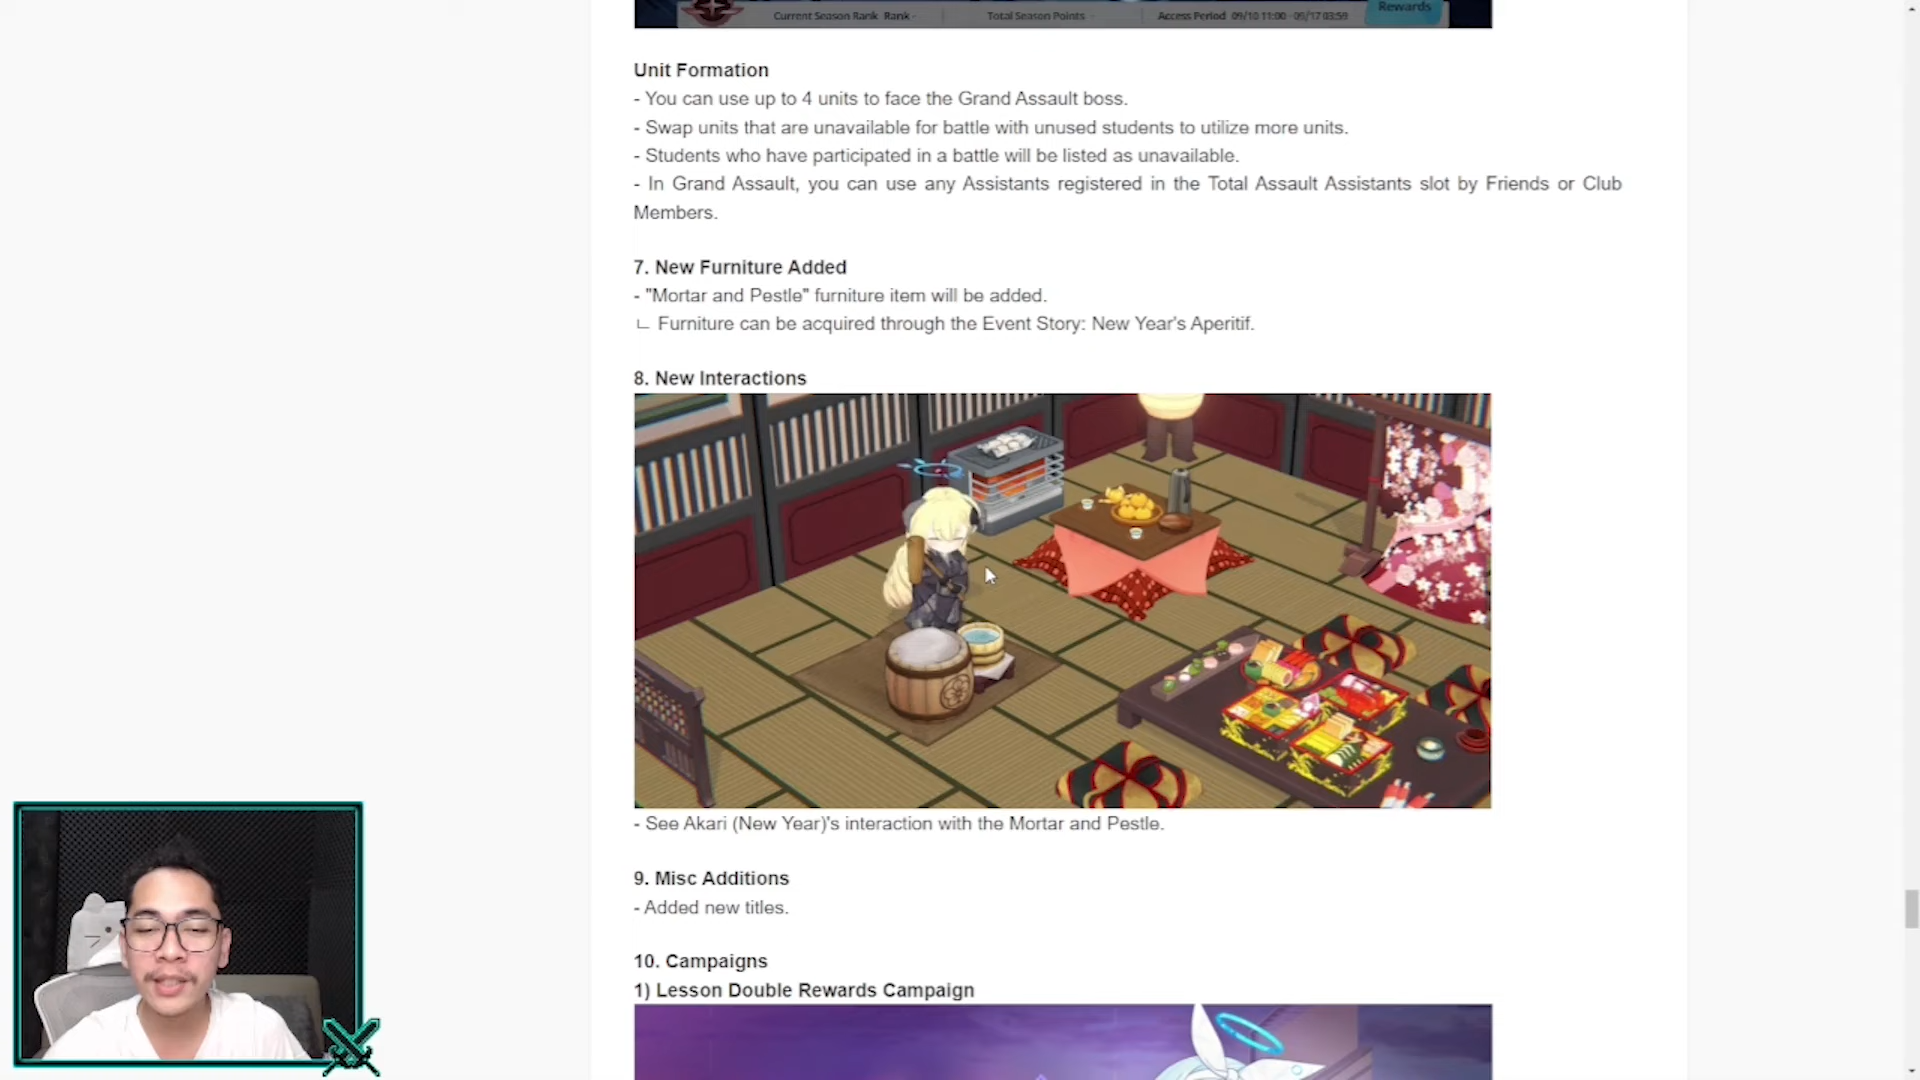 Current Season Rank Rank - Total Season Points - Access Period 09/10 11:00 - 09/17 03:59 Rewards
Unit Formation
- You can use up to 4 units to face the Grand Assault boss.
- Swap units that are unavailable for battle with unused students to utilize more units.
- Students who have participated in a battle will be listed as unavailable.
- In Grand Assault, you can use any Assistants registered in the Total Assault Assistants slot by Friends or Club
Members.
7. New Furniture Added
- "Mortar and Pestle" furniture item will be added.
ㄴ Furniture can be acquired through the Event Story: New Year's Aperitif.
8. New Interactions
- See Akari (New Year)'s interaction with the Mortar and Pestle.
9. Misc Additions
- Added new titles.
10. Campaigns
1) Lesson Double Rewards Campaign